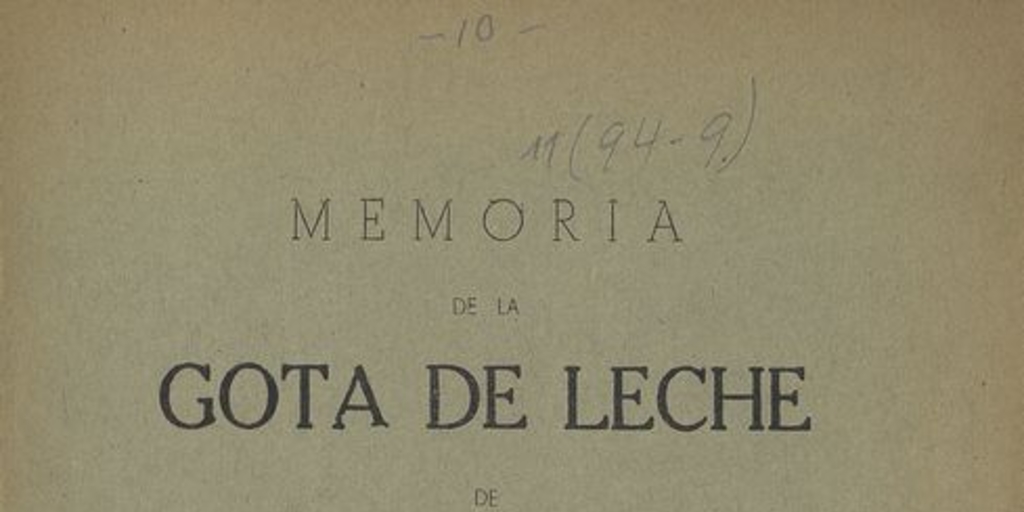 -10-
11(94-9)
MEMORIA
DE LA
GOTA DE LECHE
DE